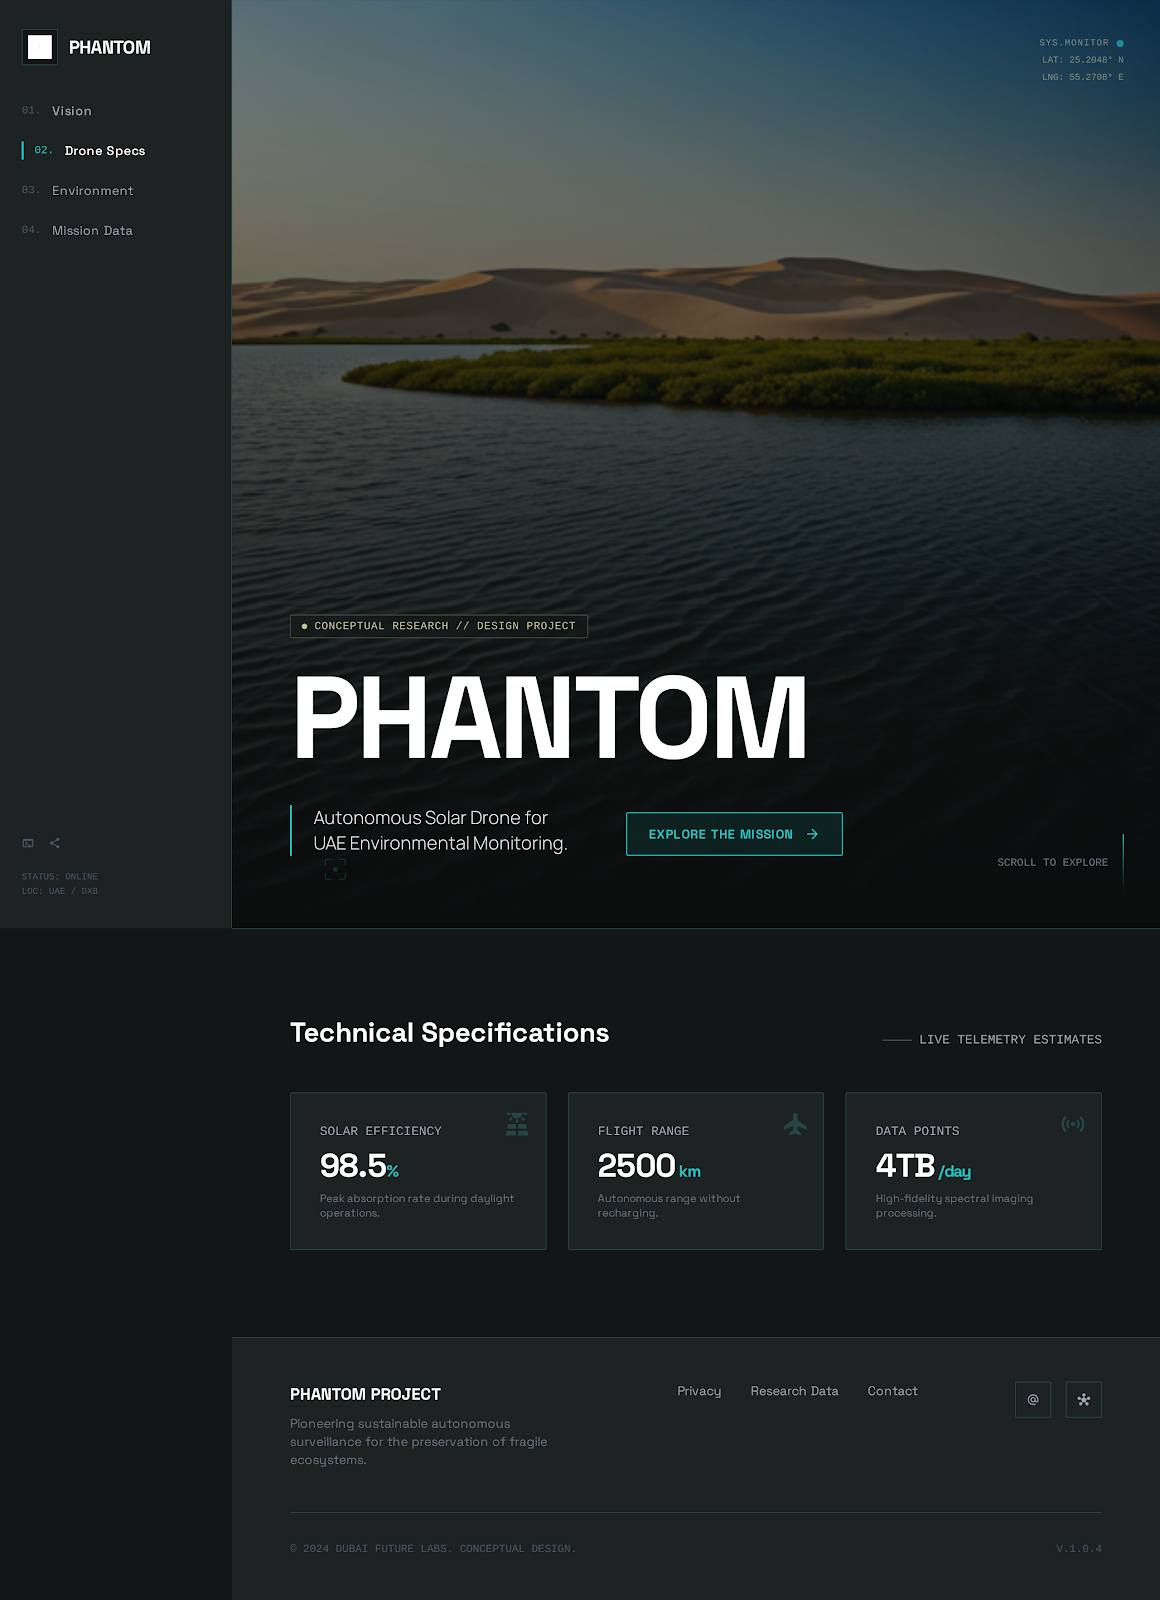 PHANTOM
01. Vision
02. Drone Specs
03. Environment
04. Mission Data
STATUS: ONLINE
LOC: UAE / DXB
SYS.MONITOR
LAT: 25.2048° N
LNG: 55.2708° E
CONCEPTUAL RESEARCH // DESIGN PROJECT
PHANTOM
Autonomous Solar Drone for
UAE Environmental Monitoring.
EXPLORE THE MISSION
SCROLL TO EXPLORE
Technical Specifications
LIVE TELEMETRY ESTIMATES
SOLAR EFFICIENCY
98.5%
Peak absorption rate during daylight
operations.
FLIGHT RANGE
2500 km
Autonomous range without
recharging.
DATA POINTS
4TB /day
High-fidelity spectral imaging
processing.
PHANTOM PROJECT
Pioneering sustainable autonomous
surveillance for the preservation of fragile
ecosystems.
Privacy Research Data Contact
@
© 2024 DUBAI FUTURE LABS. CONCEPTUAL DESIGN.
V.1.0.4